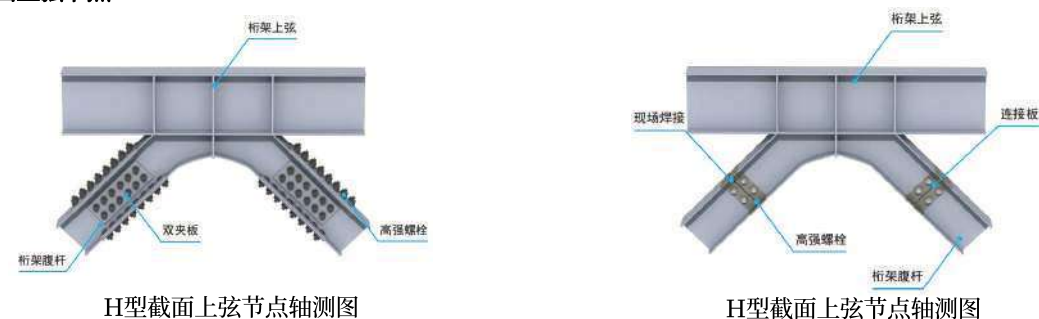 桁架上弦
双夹板
高强螺栓
桁架腹杆
H型截面上弦节点轴测图
桁架上弦
现场焊接
连接板
高强螺栓
桁架腹杆
H型截面上弦节点轴测图